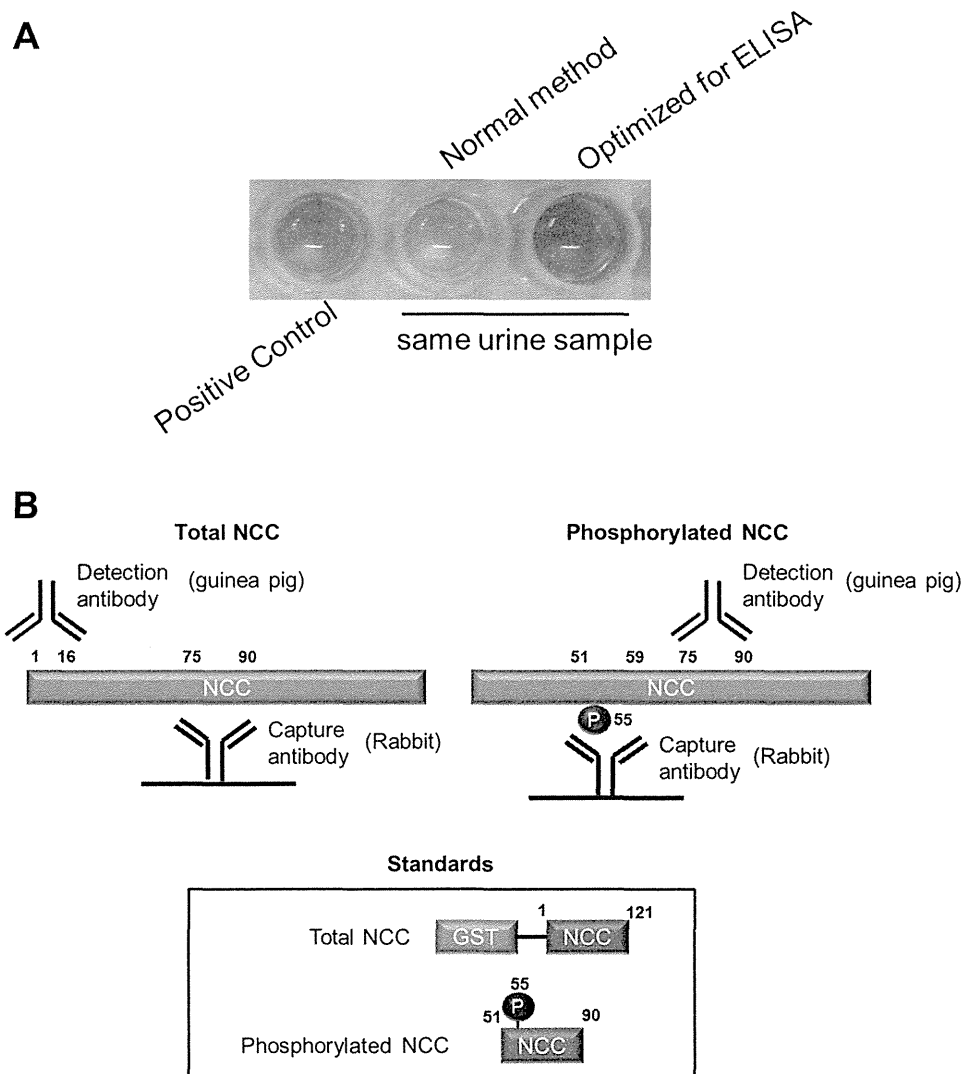 A
Normal method
Optimized for ELISA
Positive Control
same urine sample
B
Total NCC
Detection antibody (guinea pig)
1 16 75 90
NCC
Capture antibody (Rabbit)
Phosphorylated NCC
Detection antibody (guinea pig)
51 59 75 90
NCC
P 55
Capture antibody (Rabbit)
Standards
1 121
Total NCC GST NCC
55
P
51 90
Phosphorylated NCC NCC